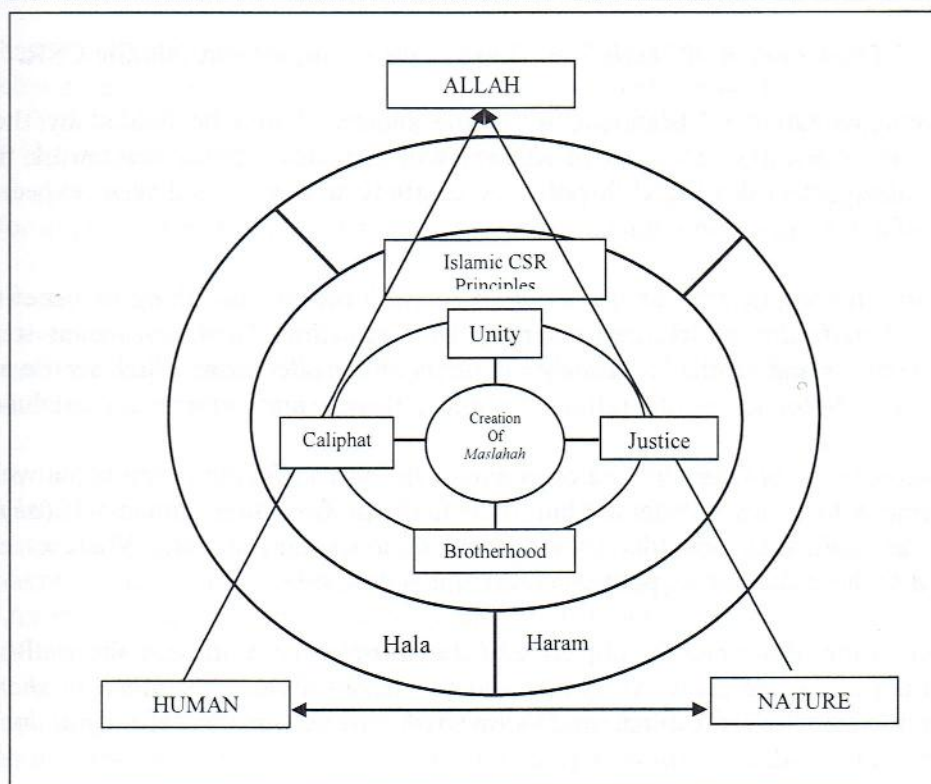 ALLAH
Islamic CSR
Principles
Unity
Creation
Of
Maslahah
Caliphat
Justice
Brotherhood
Hala
Haram
HUMAN
NATURE